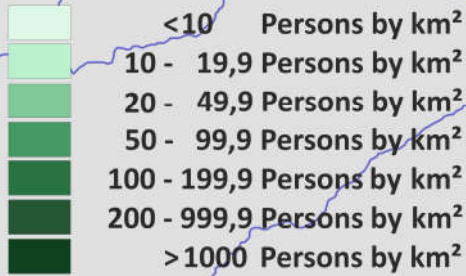 <10 Persons by km²
10 - 19,9 Persons by km²
20 - 49,9 Persons by km²
50 - 99,9 Persons by km²
100 - 199,9 Persons by km²
200 - 999,9 Persons by km²
>1000 Persons by km²